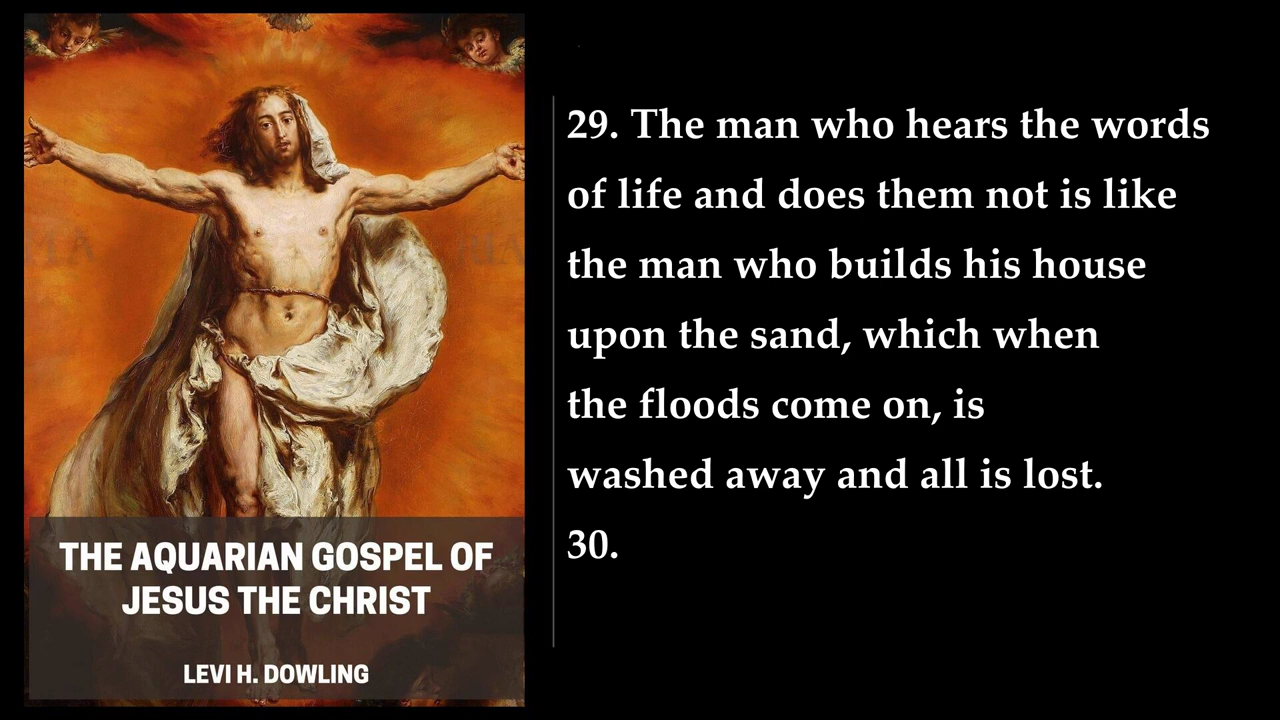 THE AQUARIAN GOSPEL OF
JESUS THE CHRIST
LEVI H. DOWLING
29. The man who hears the words
of life and does them not is like
the man who builds his house
upon the sand, which when
the floods come on, is
washed away and all is lost.
30.